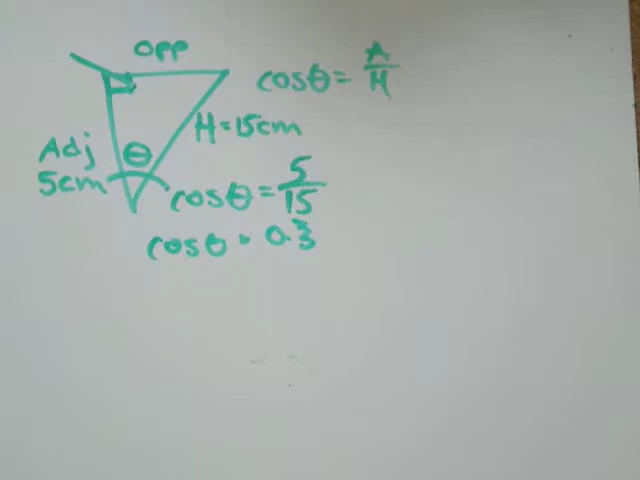 OPP
cosθ = A/H
H = 15cm
Adj
θ
5cm
cosθ = 5/15
cosθ = 0.3̇